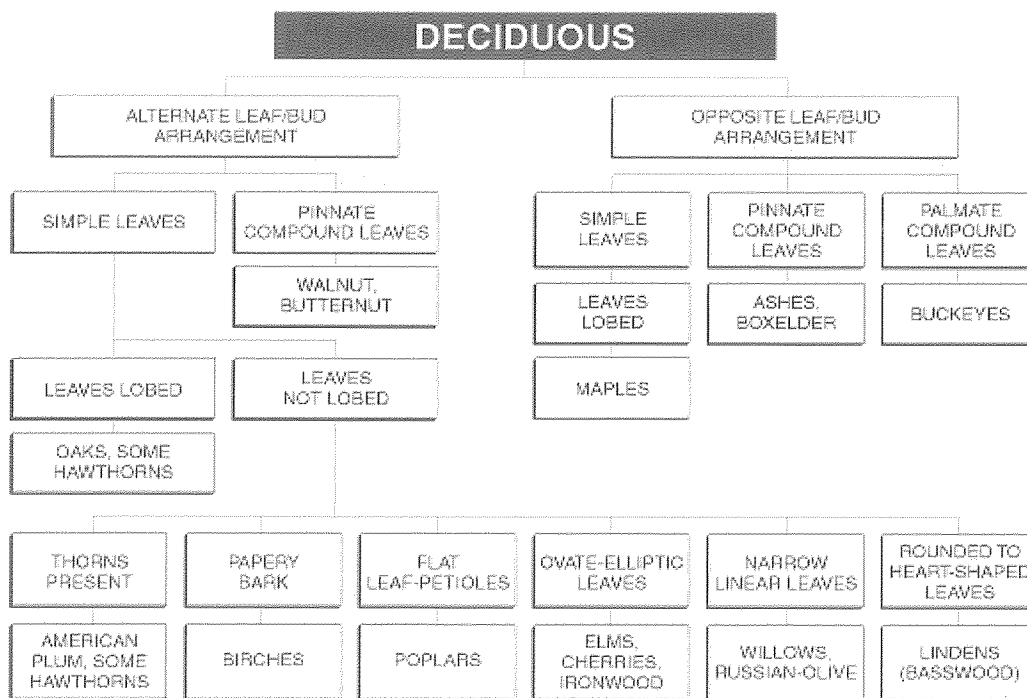 DECIDUOUS
ALTERNATE LEAF/BUD
ARRANGEMENT
OPPOSITE LEAF/BUD
ARRANGEMENT
SIMPLE LEAVES
PINNATE
COMPOUND LEAVES
SIMPLE
LEAVES
PINNATE
COMPOUND
LEAVES
PALMATE
COMPOUND
LEAVES
WALNUT,
BUTTERNUT
LEAVES
LOBED
ASHES,
BOXELDER
BUCKEYES
LEAVES LOBED
LEAVES
NOT LOBED
MAPLES
OAKS, SOME
HAWTHORNS
THORNS
PRESENT
PAPERY
BARK
FLAT
LEAF-PETIOLES
OVATE-ELLIPTIC
LEAVES
NARROW
LINEAR LEAVES
ROUNDED TO
HEART-SHAPED
LEAVES
AMERICAN
PLUM, SOME
HAWTHORNS
BIRCHES
POPLARS
ELMS,
CHERRIES,
IRONWOOD
WILLOWS,
RUSSIAN-OLIVE
LINDENS
(BASSWOOD)